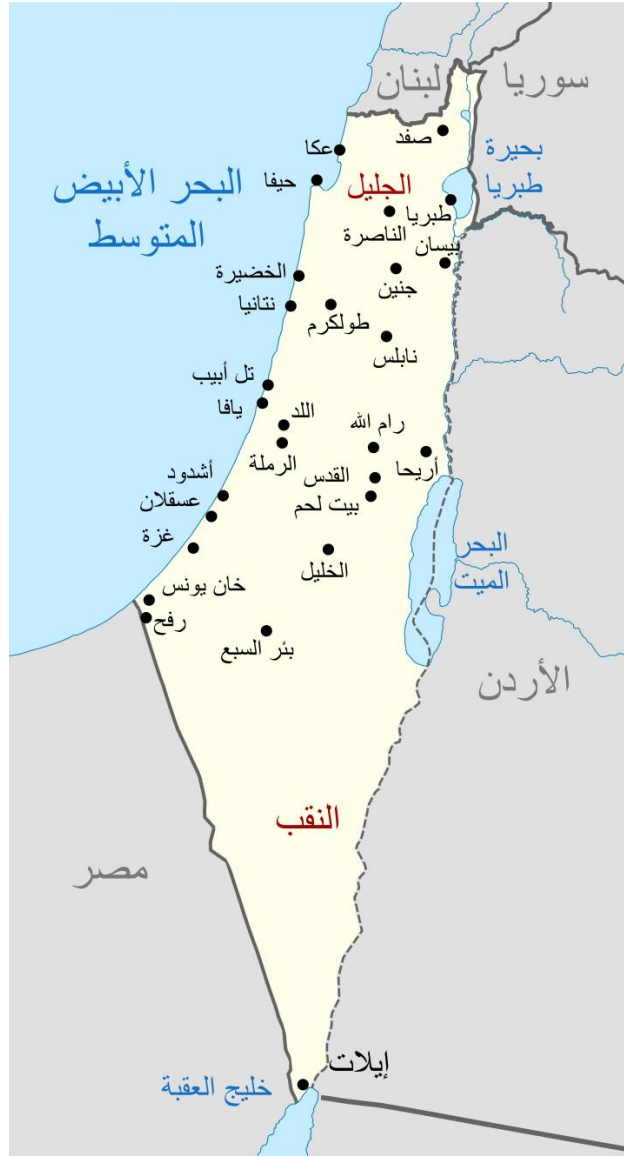 سوريا
لبنان
صفد
عكا
بحيرة
طبريا
حيفا
الجليل
البحر الأبيض
المتوسط
طبريا
الناصرة
بيسان
الخضيرة
جنين
نتانيا
طولكرم
نابلس
تل أبيب
يافا
اللد
رام الله
الرملة
أريحا
القدس
أشدود
بيت لحم
عسقلان
غزة
البحر
الميت
الخليل
خان يونس
رفح
بئر السبع
الأردن
النقب
مصر
إيلات
خليج العقبة